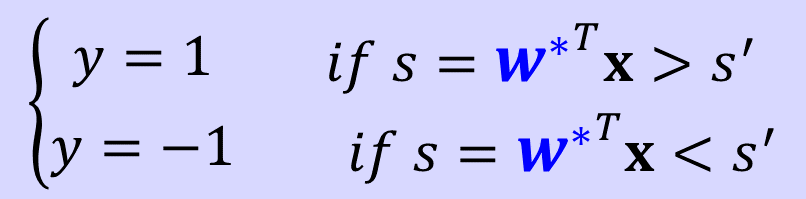 y = 1 if s = w*ᵀx > s′
y = −1 if s = w*ᵀx < s′